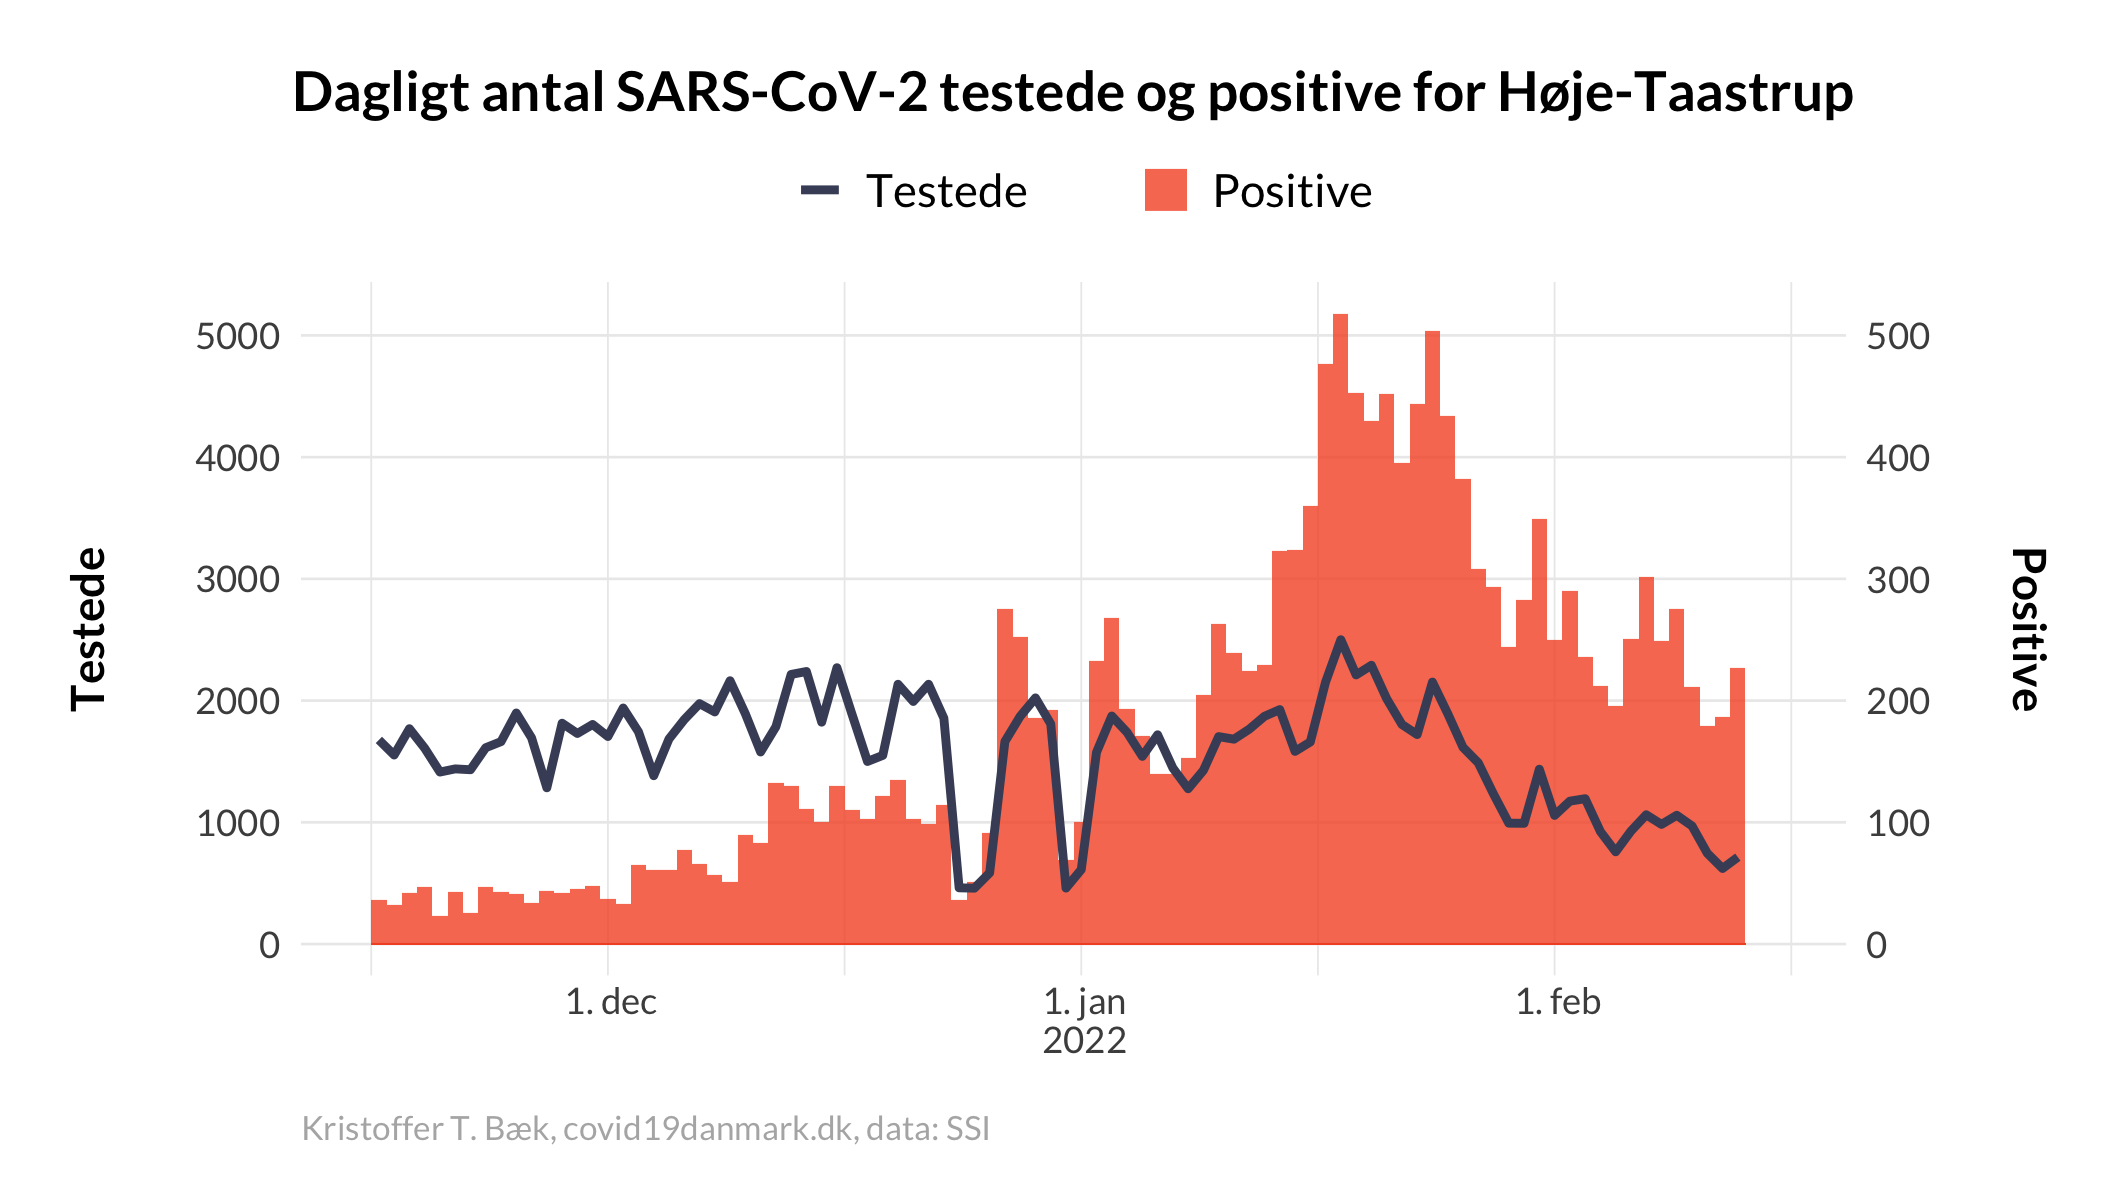 Dagligt antal SARS-CoV-2 testede og positive for Høje-Taastrup
Testede Positive
Testede
5000
4000
3000
2000
1000
0
500
400
300
200
100
0
Positive
1. dec 1. jan 1. feb
2022
Kristoffer T. Bæk, covid19danmark.dk, data: SSI